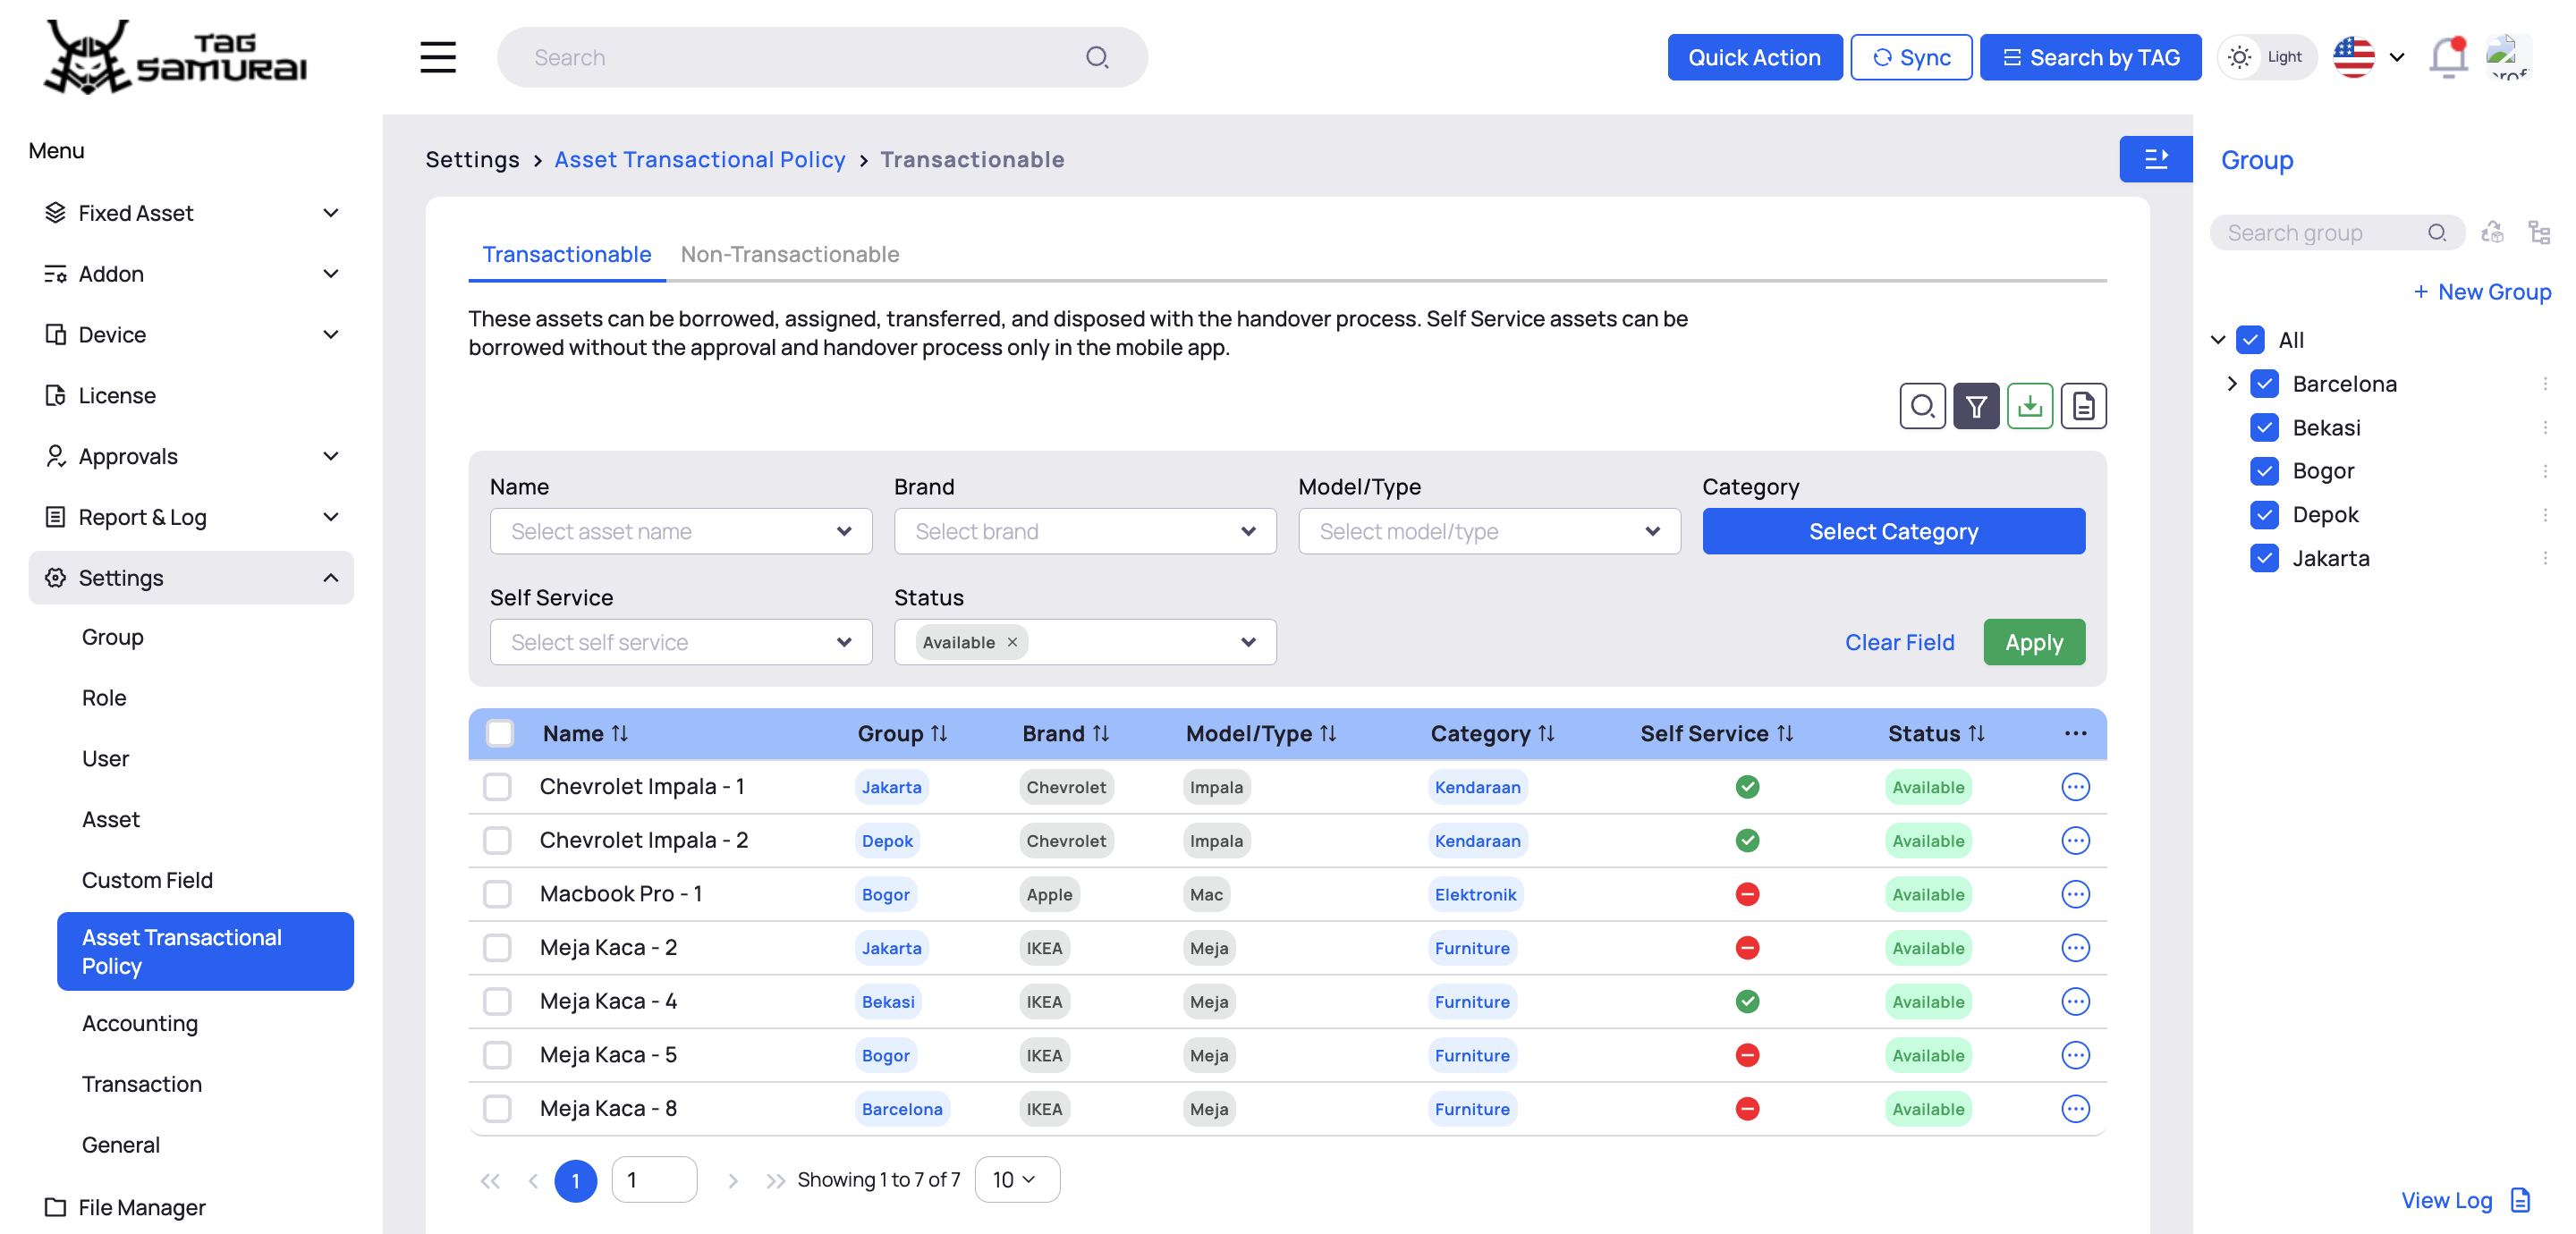 TAG SAMURAI
Search
Quick Action
Sync
Search by TAG
Light
Menu
Fixed Asset
Addon
Device
License
Approvals
Report & Log
Settings
Group
Role
User
Asset
Custom Field
Asset Transactional
Policy
Accounting
Transaction
General
File Manager
Settings > Asset Transactional Policy > Transactionable
Transactionable Non-Transactionable
These assets can be borrowed, assigned, transferred, and disposed with the handover process. Self Service assets can be
borrowed without the approval and handover process only in the mobile app.
Name Brand Model/Type Category
Select asset name Select brand Select model/type Select Category
Self Service Status
Select self service Available × Clear Field Apply
Name Group Brand Model/Type Category Self Service Status
Chevrolet Impala - 1 Jakarta Chevrolet Impala Kendaraan Available
Chevrolet Impala - 2 Depok Chevrolet Impala Kendaraan Available
Macbook Pro - 1 Bogor Apple Mac Elektronik Available
Meja Kaca - 2 Jakarta IKEA Meja Furniture Available
Meja Kaca - 4 Bekasi IKEA Meja Furniture Available
Meja Kaca - 5 Bogor IKEA Meja Furniture Available
Meja Kaca - 8 Barcelona IKEA Meja Furniture Available
1 1 Showing 1 to 7 of 7 10
Group
Search group
+ New Group
All
Barcelona
Bekasi
Bogor
Depok
Jakarta
View Log